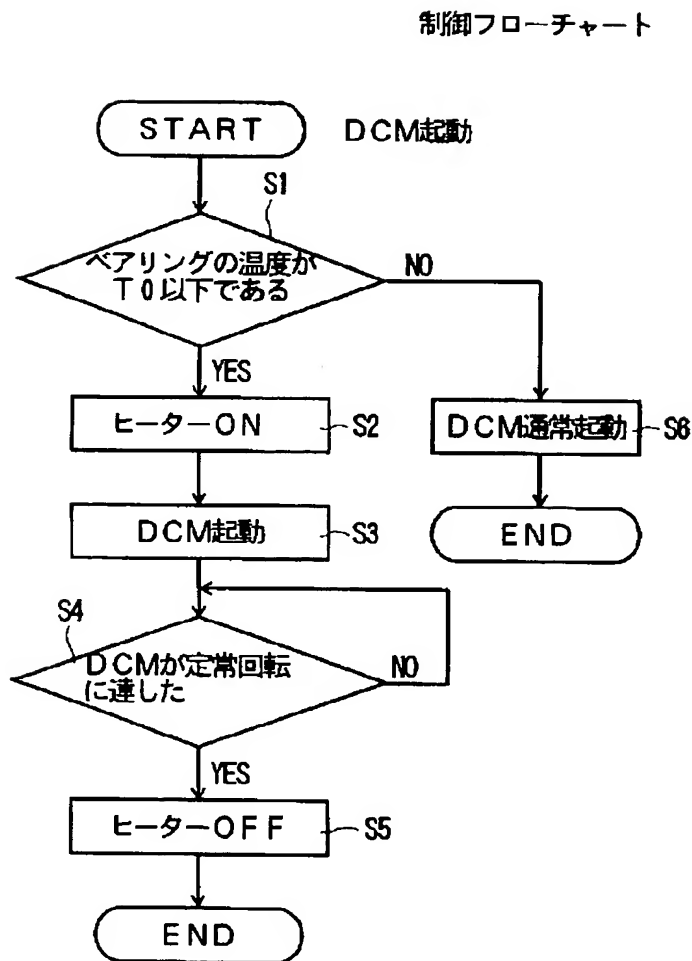 制御フローチャート
START
DCM起動
S1
ベアリングの温度が
T0以下である
NO
YES
ヒーターON
S2
DCM通常起動
S6
DCM起動
S3
END
S4
DCMが定常回転
に達した
NO
YES
ヒーターOFF
S5
END